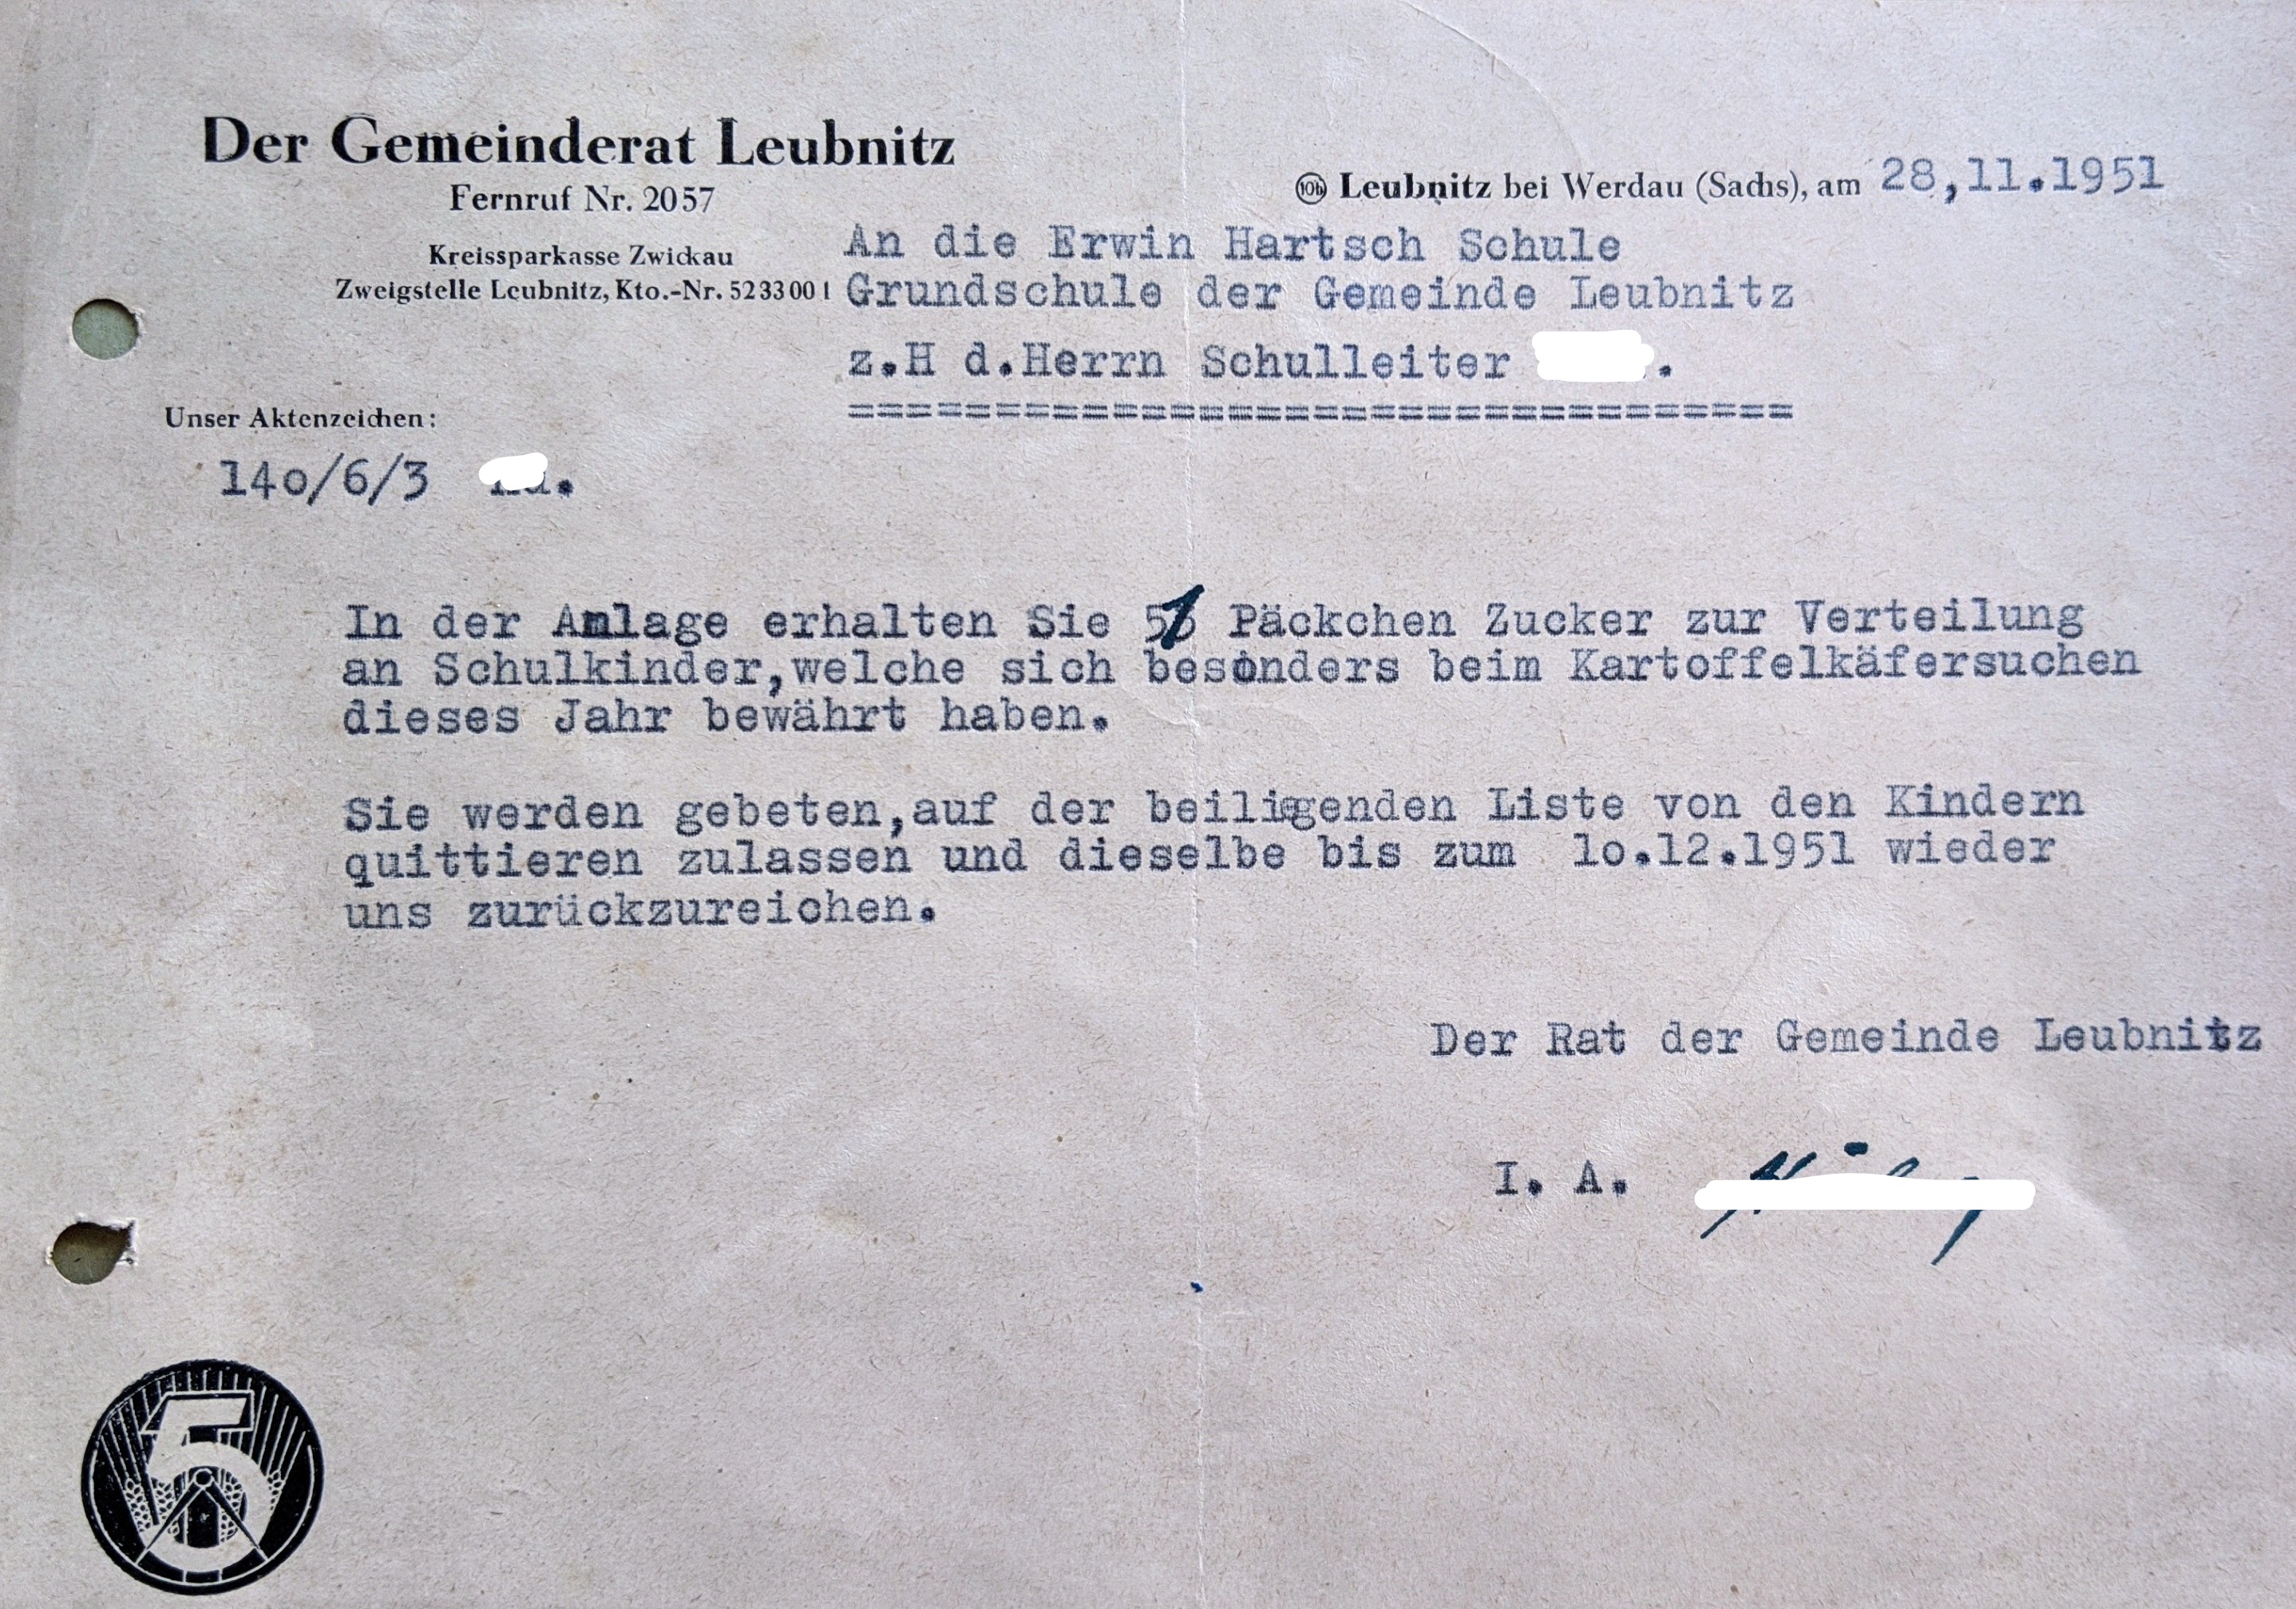 Der Gemeinderat Leubnitz
Fernruf Nr. 2057
Kreissparkasse Zwickau
Zweigstelle Leubnitz, Kto.-Nr. 5233001
10b Leubnitz bei Werdau (Sachs), am 28,11.1951
An die Erwin Hartsch Schule
Grundschule der Gemeinde Leubnitz
z.H d.Herrn Schulleiter .
=================================
Unser Aktenzeichen:
14o/6/3
In der Anlage erhalten Sie 51 Päckchen Zucker zur Verteilung
an Schulkinder,welche sich besonders beim Kartoffelkäfersuchen
dieses Jahr bewährt haben.
Sie werden gebeten,auf der beiliegenden Liste von den Kindern
quittieren zulassen und dieselbe bis zum 1o.12.1951 wieder
uns zurückzureichen.
Der Rat der Gemeinde Leubnitz
I. A.
5